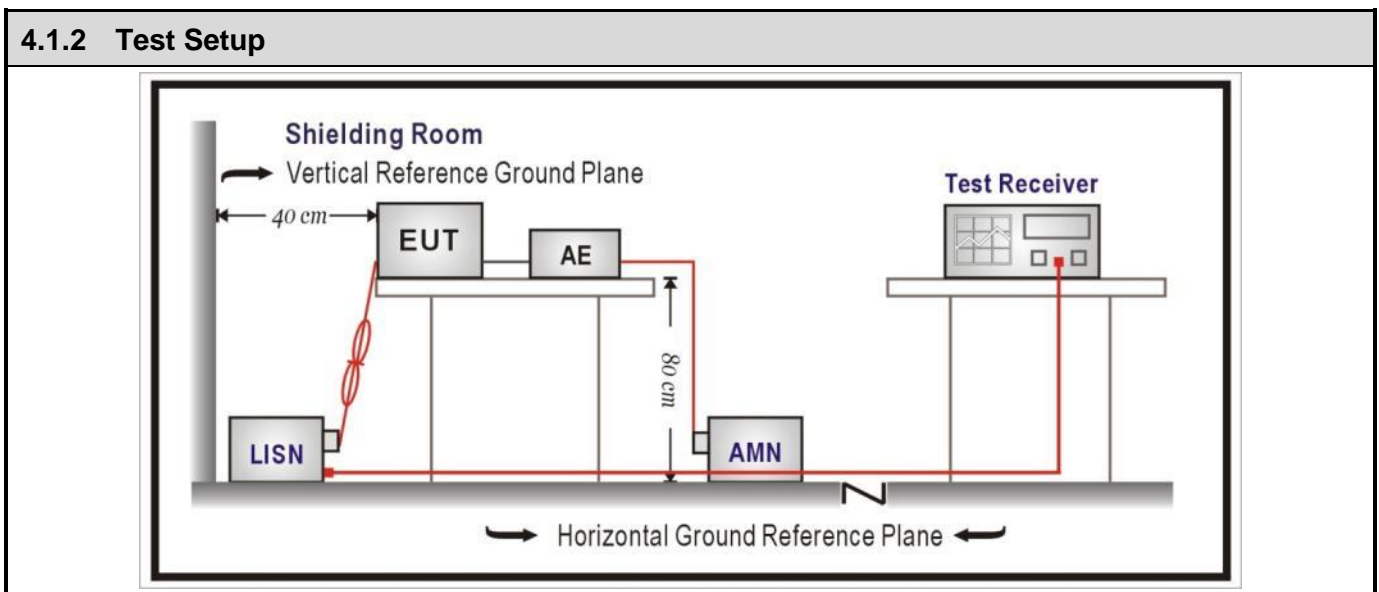 4.1.2 Test Setup
Shielding Room
Vertical Reference Ground Plane
Test Receiver
40 cm
EUT
AE
80 cm
LISN
AMN
Horizontal Ground Reference Plane